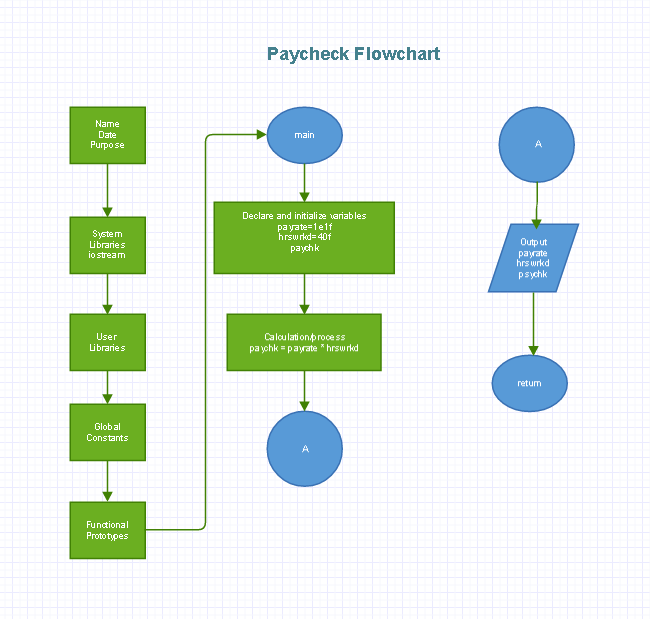 Paycheck Flowchart
Name
Date
Purpose
System
Libraries
iostream
User
Libraries
Global
Constants
Functional
Prototypes
main
Declare and initialize variables
payrate=1e1f
hrswrkd=40f
paychk
Calculation/process
paychk = payrate * hrswrkd
A
A
Output
payrate
hrswrkd
psychk
return